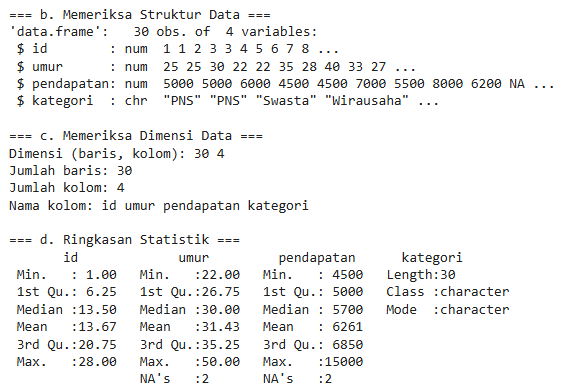 === b. Memeriksa Struktur Data ===
'data.frame':   30 obs. of  4 variables:
 $ id        : num  1 1 2 3 3 4 5 6 7 8 ...
 $ umur      : num  25 25 30 22 22 35 28 40 33 27 ...
 $ pendapatan: num  5000 5000 6000 4500 4500 7000 5500 8000 6200 NA ...
 $ kategori  : chr  "PNS" "PNS" "Swasta" "Wirausaha" ...

=== c. Memeriksa Dimensi Data ===
Dimensi (baris, kolom): 30 4
Jumlah baris: 30
Jumlah kolom: 4
Nama kolom: id umur pendapatan kategori

=== d. Ringkasan Statistik ===
       id             umur         pendapatan      kategori
 Min.   : 1.00   Min.   :22.00   Min.   : 4500   Length:30
 1st Qu.: 6.25   1st Qu.:26.75   1st Qu.: 5000   Class :character
 Median :13.50   Median :30.00   Median : 5700   Mode  :character
 Mean   :13.67   Mean   :31.43   Mean   : 6261
 3rd Qu.:20.75   3rd Qu.:35.25   3rd Qu.: 6850
 Max.   :28.00   Max.   :50.00   Max.   :15000
                 NA's   :2       NA's   :2